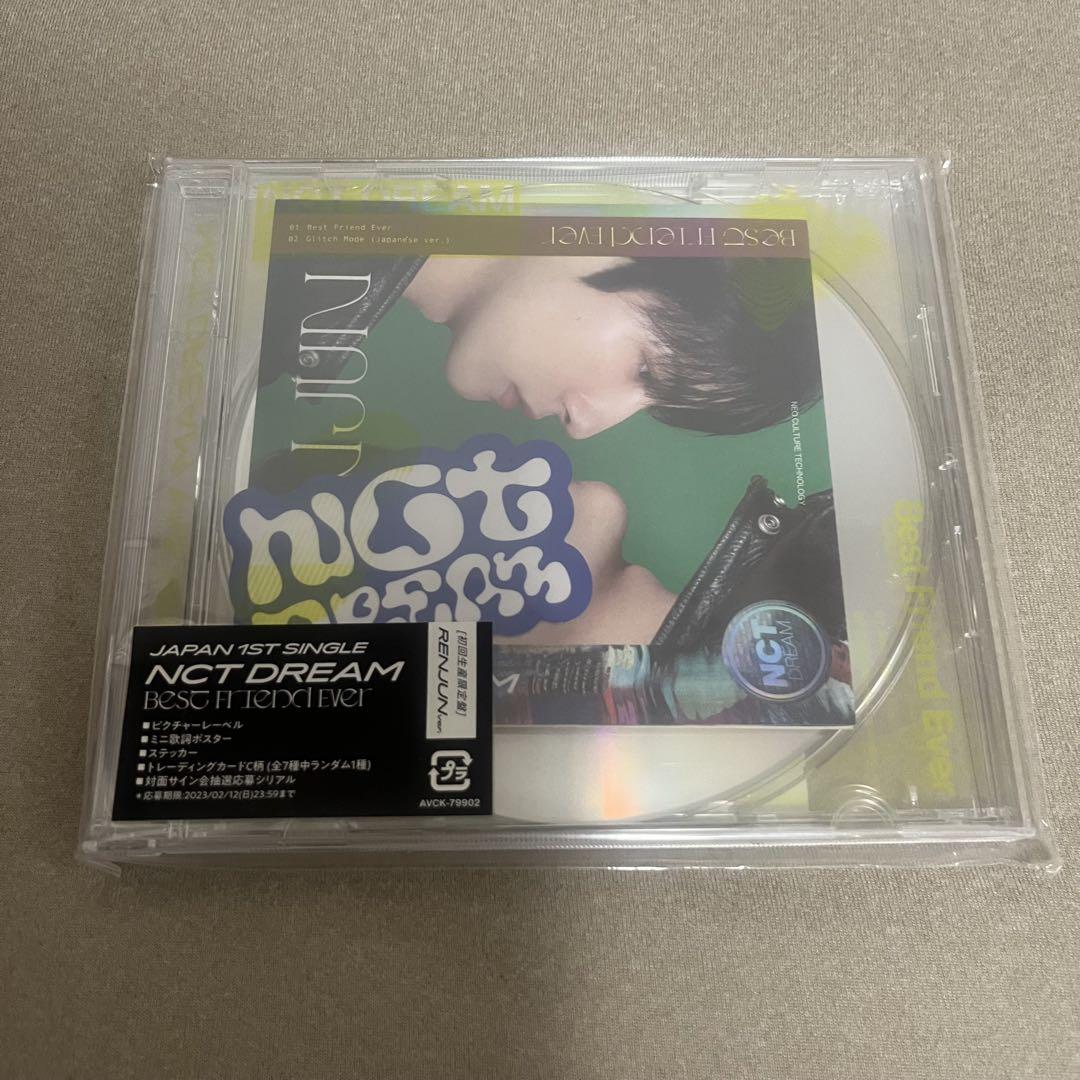 NCT DREAM
01 Best Friend Ever
02 Glitch Mode (Japanese ver.)
Best Friend Ever
NEO CULTURE TECHNOLOGY
NCT
DREAM
NCT
DREAM
Best Friend Ever
JAPAN 1ST SINGLE
NCT DREAM
Best Friend Ever
■ピクチャーレーベル
■ミニ歌詞ポスター
■ステッカー
■トレーディングカードC柄 (全7種中ランダム1種)
■対面サイン会抽選応募シリアル
*応募期限:2023/02/12(日)23:59まで
[初回生産限定盤]
RENJUN ver.
プラ
AVCK-79902